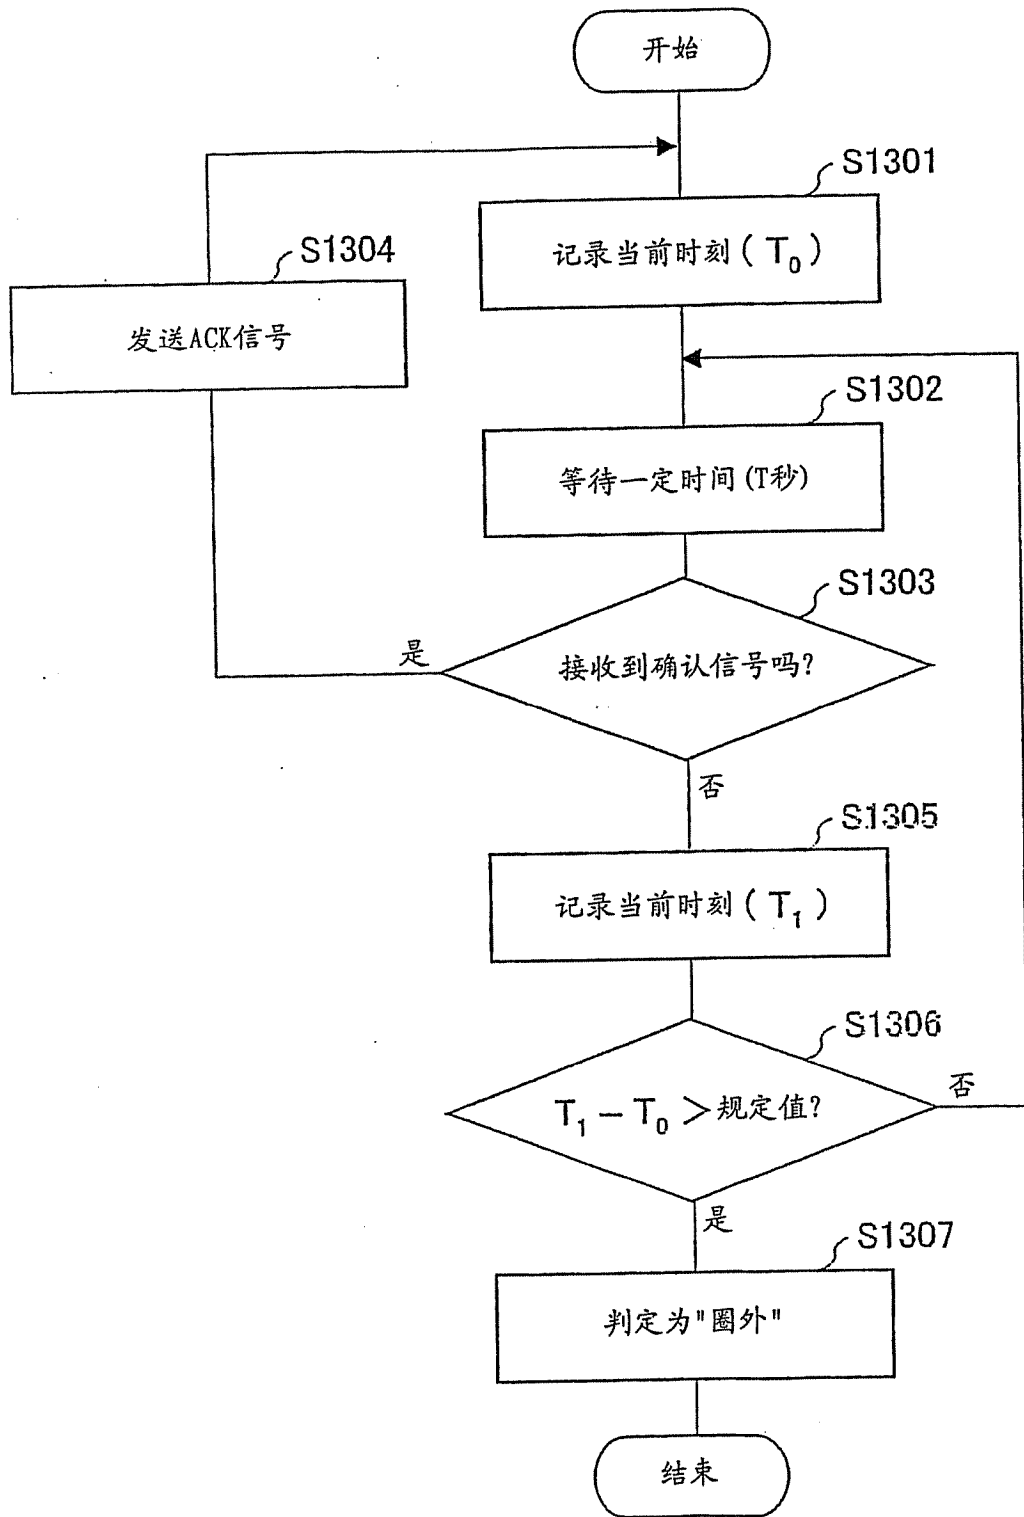 开始
S1301
记录当前时刻(T₀)
S1304
发送ACK信号
S1302
等待一定时间(T秒)
S1303
接收到确认信号吗?
是
否
S1305
记录当前时刻(T₁)
S1306
T₁-T₀>规定值?
否
是
S1307
判定为"圈外"
结束